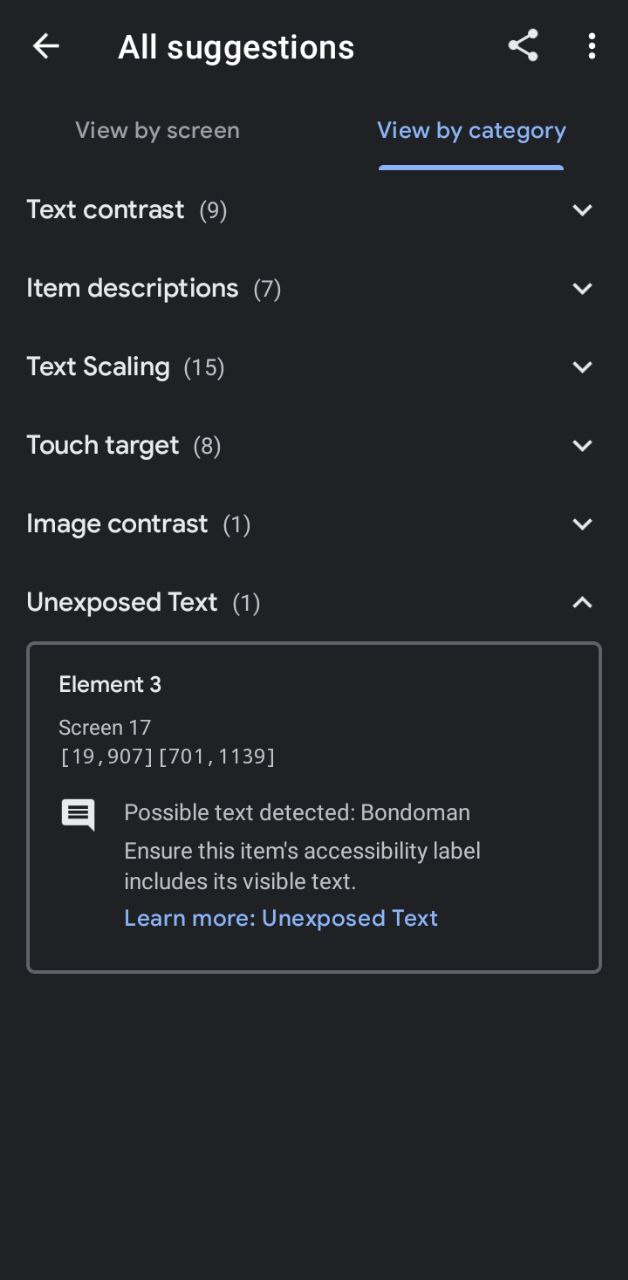 All suggestions
View by screen
View by category
Text contrast (9)
Item descriptions (7)
Text Scaling (15)
Touch target (8)
Image contrast (1)
Unexposed Text (1)
Element 3
Screen 17
[19,907][701,1139]
Possible text detected: Bondoman
Ensure this item's accessibility label
includes its visible text.
Learn more: Unexposed Text